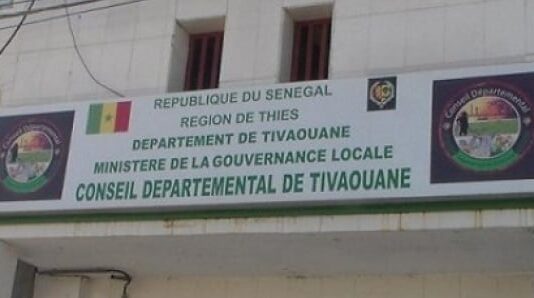 REPUBLIQUE DU SENEGAL
REGION DE THIES
DEPARTEMENT DE TIVAOUANE
MINISTERE DE LA GOUVERNANCE LOCALE
CONSEIL DEPARTEMENTAL DE TIVAOUANE
Conseil Départemental